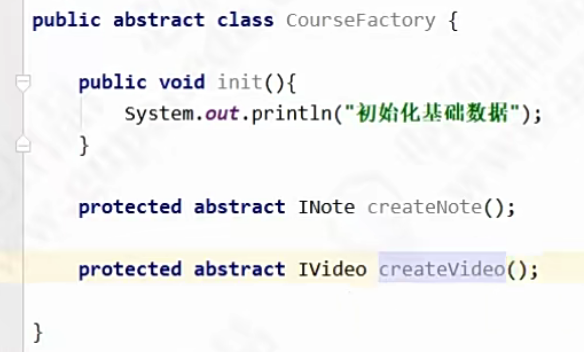 public abstract class CourseFactory {
public void init(){
System.out.println("初始化基础数据");
}
protected abstract INote createNote();
protected abstract IVideo createVideo();
}